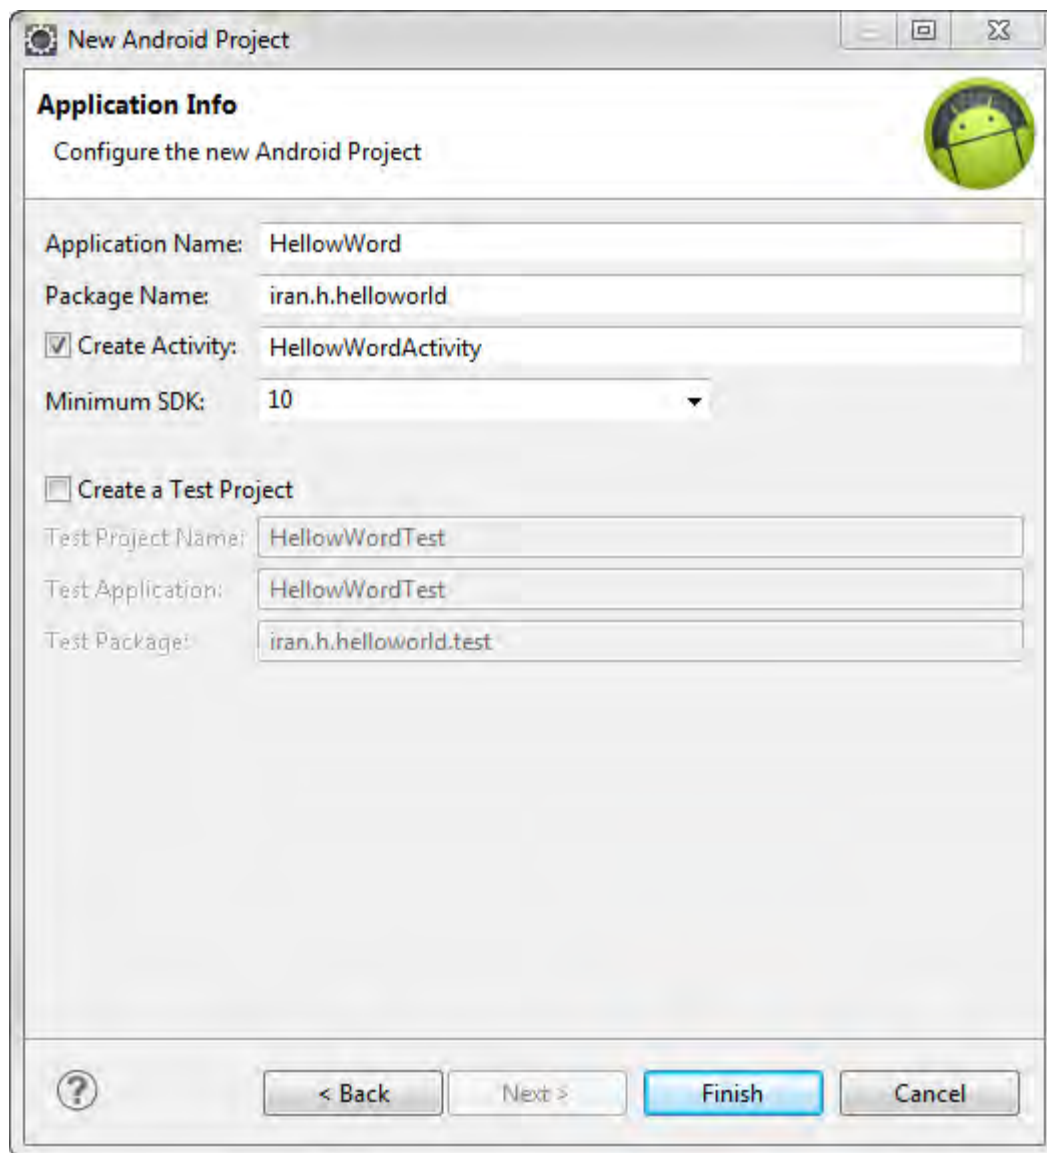 New Android Project
Application Info
Configure the new Android Project
Application Name: HellowWord
Package Name: iran.h.helloworld
Create Activity: HellowWordActivity
Minimum SDK: 10
Create a Test Project
Test Project Name: HellowWordTest
Test Application: HellowWordTest
Test Package: iran.h.helloworld.test
? < Back Next > Finish Cancel